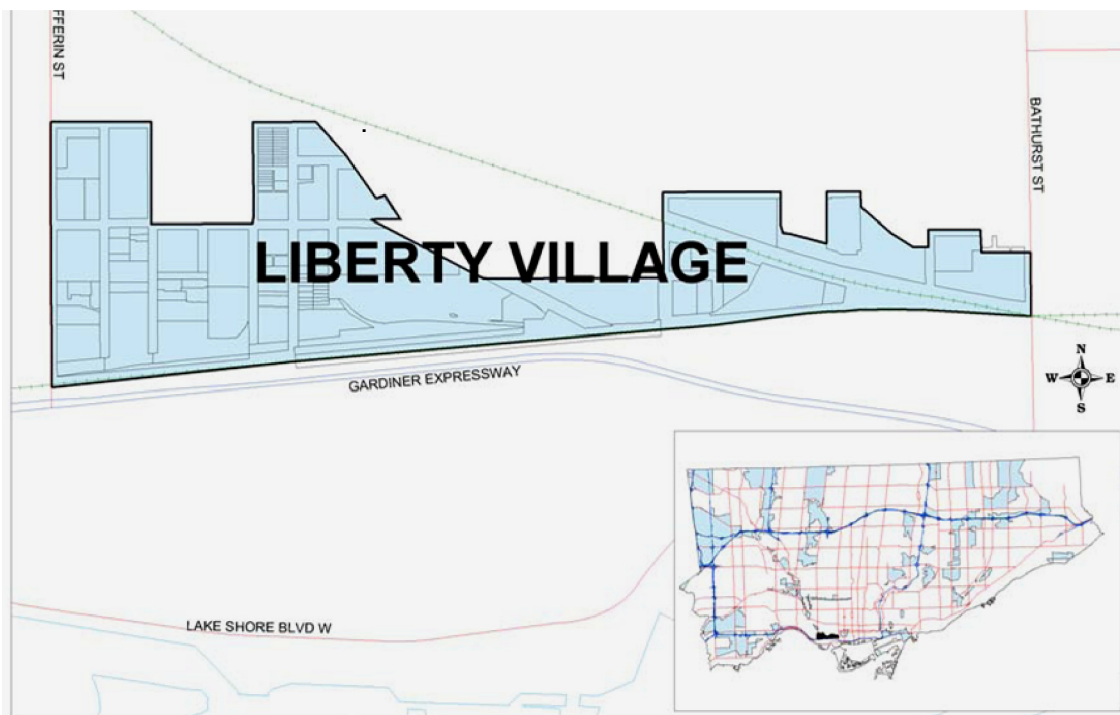 FFERIN ST
BATHURST ST
LIBERTY VILLAGE
GARDINER EXPRESSWAY
N
W E
S
LAKE SHORE BLVD W